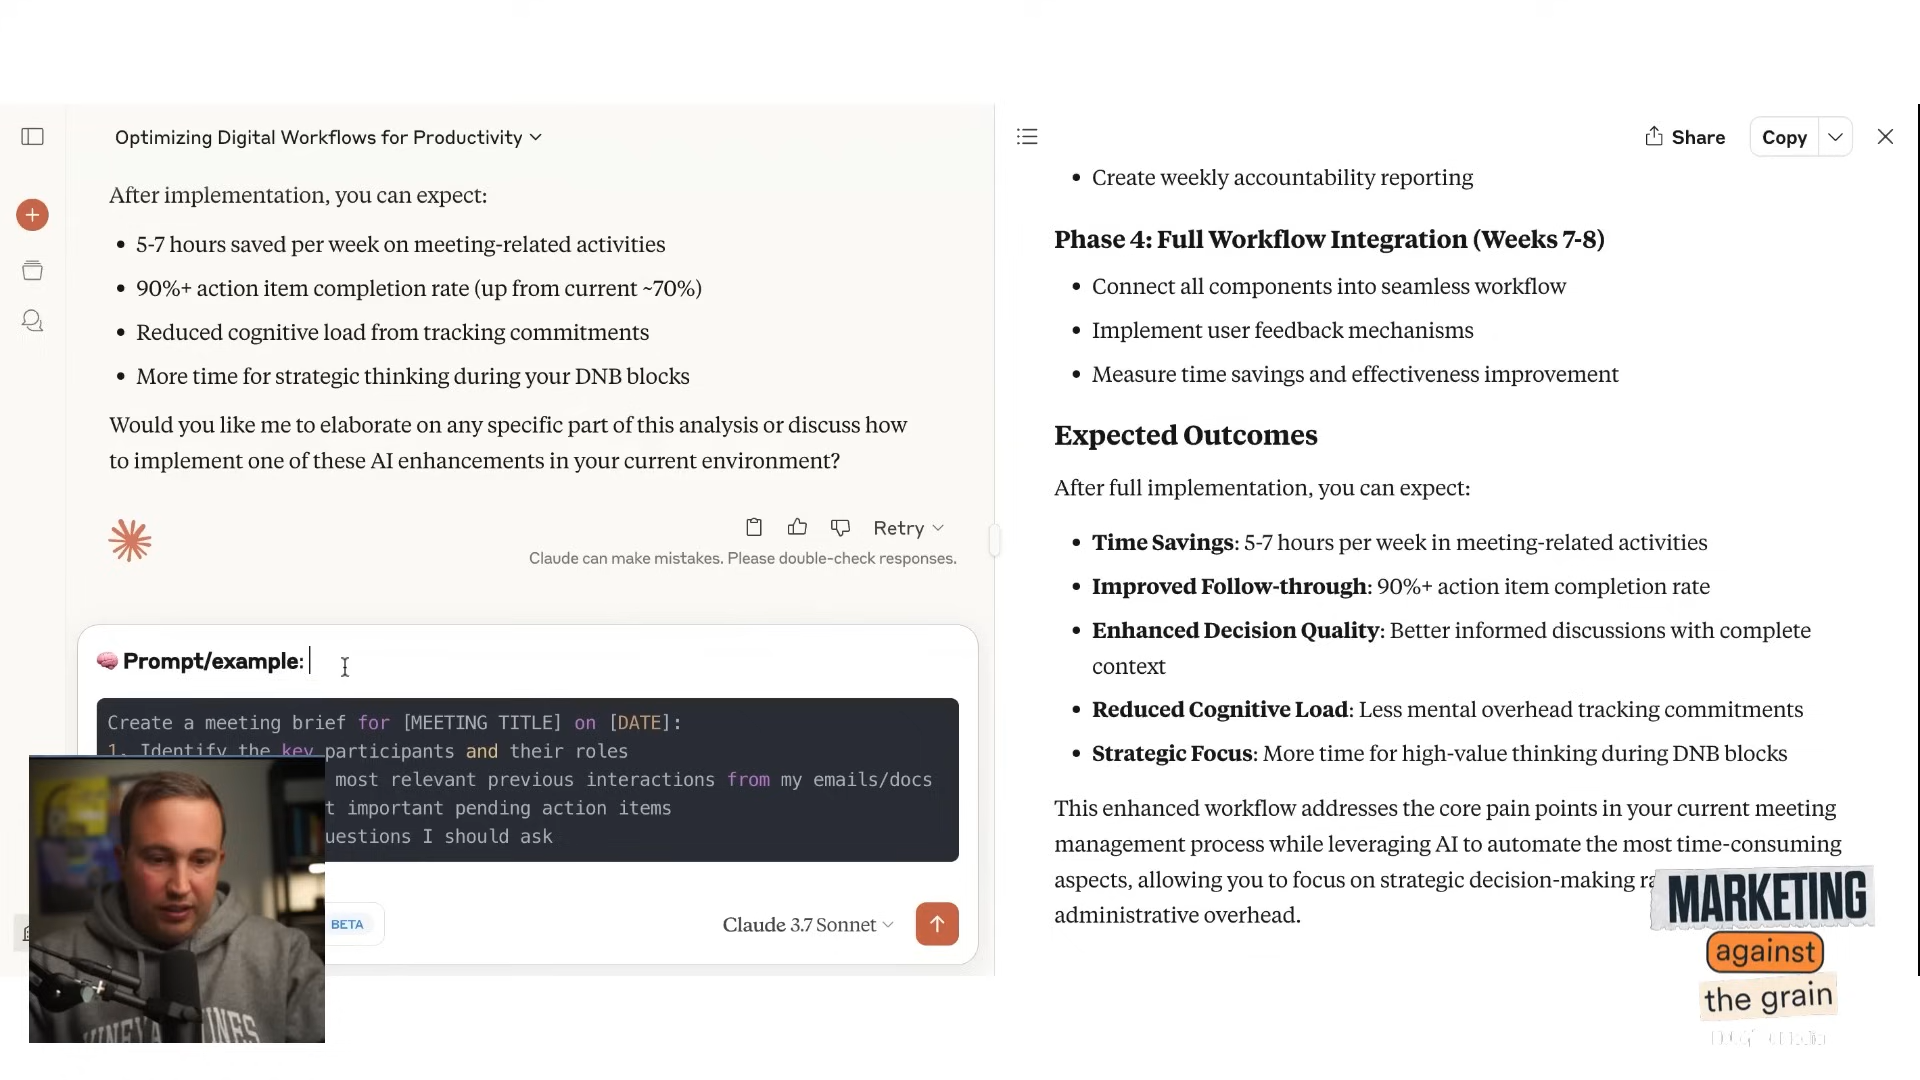 Optimizing Digital Workflows for Productivity
After implementation, you can expect:
• 5-7 hours saved per week on meeting-related activities
• 90%+ action item completion rate (up from current ~70%)
• Reduced cognitive load from tracking commitments
• More time for strategic thinking during your DNB blocks
Would you like me to elaborate on any specific part of this analysis or discuss how
to implement one of these AI enhancements in your current environment?
Retry
Claude can make mistakes. Please double-check responses.
🧠 Prompt/example:
Create a meeting brief for [MEETING TITLE] on [DATE]:
1. Identify the key participants and their roles
most relevant previous interactions from my emails/docs
important pending action items
I should ask
BETA
Claude 3.7 Sonnet
Share
Copy
• Create weekly accountability reporting
Phase 4: Full Workflow Integration (Weeks 7-8)
• Connect all components into seamless workflow
• Implement user feedback mechanisms
• Measure time savings and effectiveness improvement
Expected Outcomes
After full implementation, you can expect:
• Time Savings: 5-7 hours per week in meeting-related activities
• Improved Follow-through: 90%+ action item completion rate
• Enhanced Decision Quality: Better informed discussions with complete
context
• Reduced Cognitive Load: Less mental overhead tracking commitments
• Strategic Focus: More time for high-value thinking during DNB blocks
This enhanced workflow addresses the core pain points in your current meeting
management process while leveraging AI to automate the most time-consuming
aspects, allowing you to focus on strategic decision-making
administrative overhead.
MARKETING
against
the grain